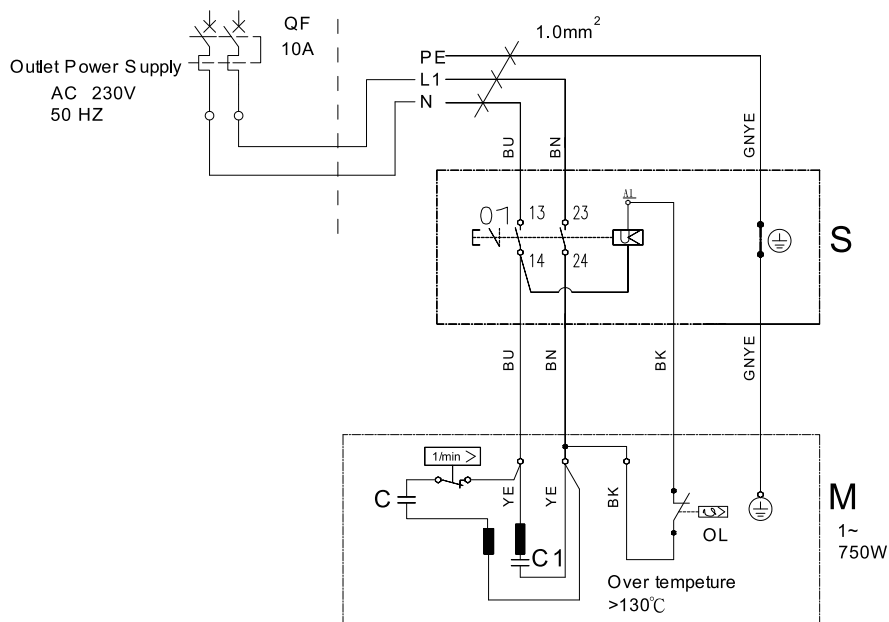 QF
10A
Outlet Power Supply
AC 230V
50 HZ
1.0mm²
PE
L1
N
BU
BN
GNYE
A1
13
23
14
24
S
BU
BN
BK
GNYE
1/min >
C
YE
YE
BK
C1
OL
M
1~
750W
Over tempeture
>130℃